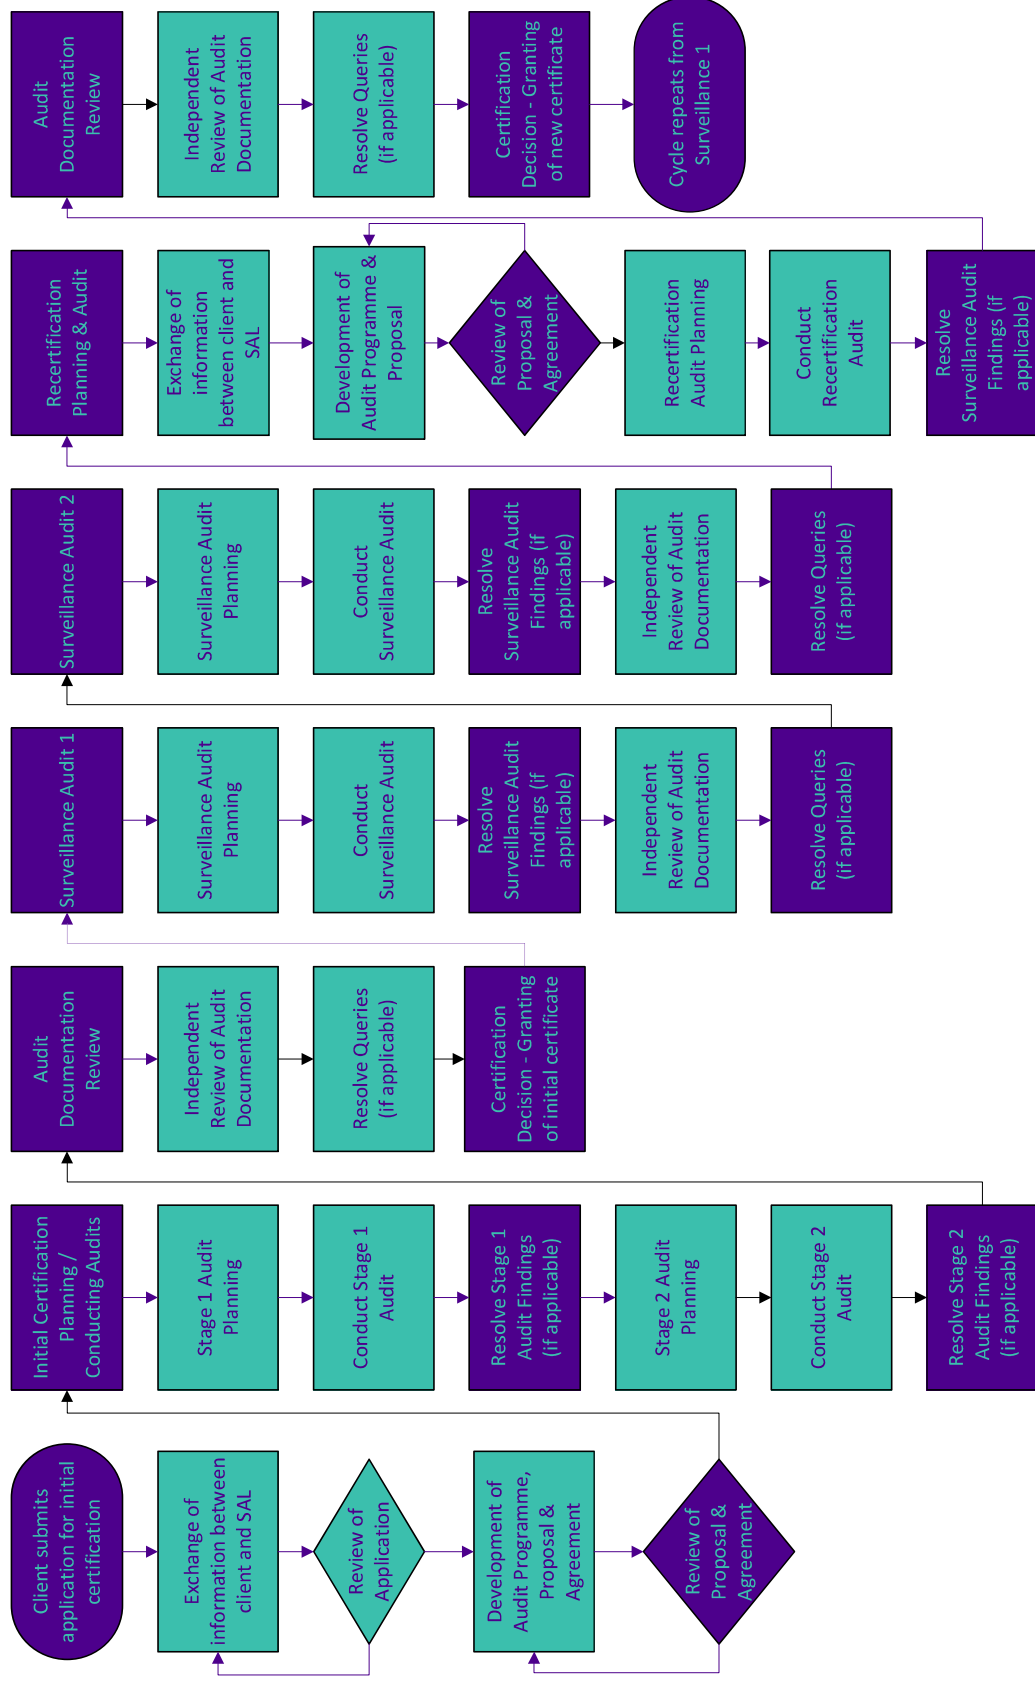 Client submits
application for initial
certification
Exchange of
information between
client and SAL
Review of
Application
Development of
Audit Programme,
Proposal &
Agreement
Review of
Proposal &
Agreement
Initial Certification
Planning /
Conducting Audits
Stage 1 Audit
Planning
Conduct Stage 1
Audit
Resolve Stage 1
Audit Findings
(if applicable)
Stage 2 Audit
Planning
Conduct Stage 2
Audit
Resolve Stage 2
Audit Findings
(if applicable)
Audit
Documentation
Review
Independent
Review of Audit
Documentation
Resolve Queries
(if applicable)
Certification
Decision - Granting
of initial certificate
Surveillance Audit 1
Surveillance Audit
Planning
Conduct
Surveillance Audit
Resolve
Surveillance Audit
Findings (if
applicable)
Independent
Review of Audit
Documentation
Resolve Queries
(if applicable)
Surveillance Audit 2
Surveillance Audit
Planning
Conduct
Surveillance Audit
Resolve
Surveillance Audit
Findings (if
applicable)
Independent
Review of Audit
Documentation
Resolve Queries
(if applicable)
Recertification
Planning & Audit
Exchange of
information
between client and
SAL
Development of
Audit Programme &
Proposal
Review of
Proposal &
Agreement
Recertification
Audit Planning
Conduct
Recertification
Audit
Resolve
Surveillance Audit
Findings (if
applicable)
Audit
Documentation
Review
Independent
Review of Audit
Documentation
Resolve Queries
(if applicable)
Certification
Decision - Granting
of new certificate
Cycle repeats from
Surveillance 1